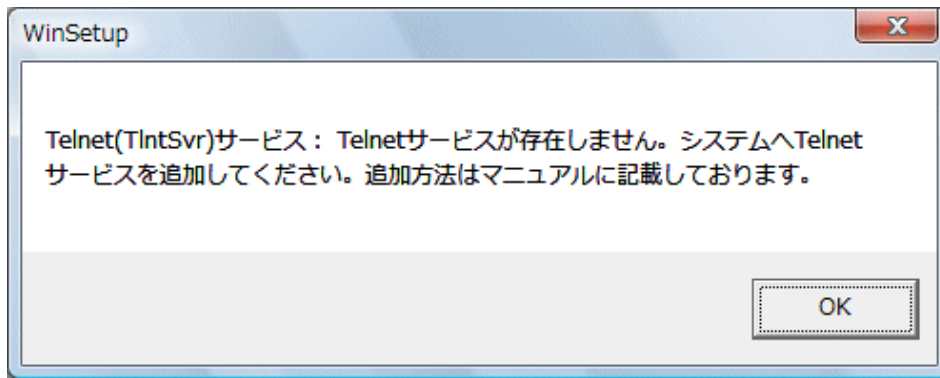 WinSetup
Telnet(TlntSvr)サービス： Telnetサービスが存在しません。システムへTelnet
サービスを追加してください。追加方法はマニュアルに記載しております。
OK